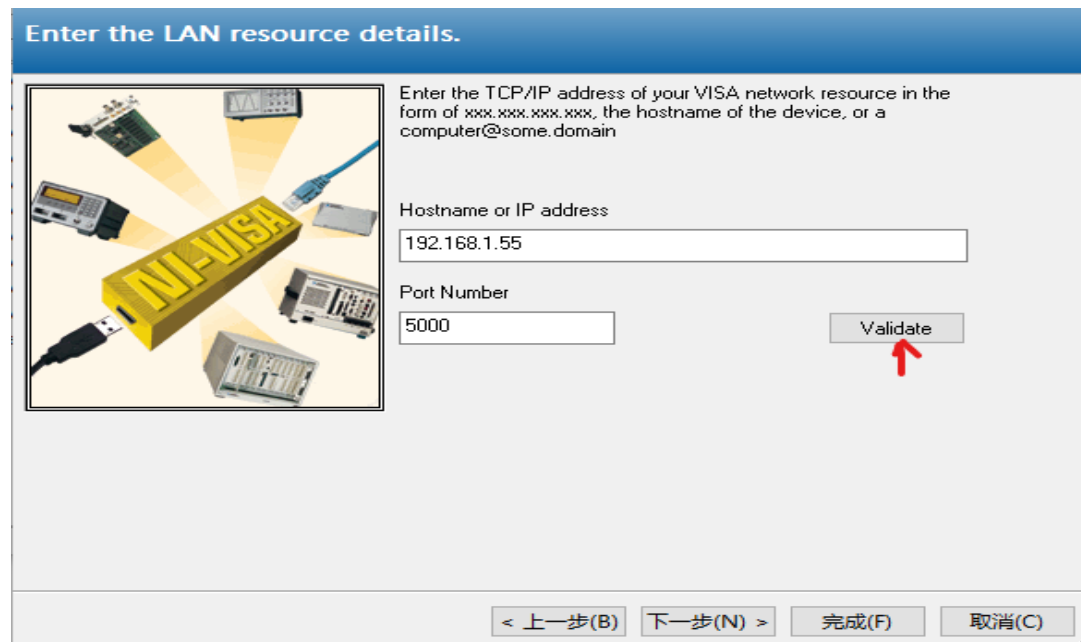 Enter the LAN resource details.
Enter the TCP/IP address of your VISA network resource in the
form of xxx.xxx.xxx.xxx, the hostname of the device, or a
computer@some.domain
NI-VISA
Hostname or IP address
192.168.1.55
Port Number
5000
Validate
< 上一步(B)
下一步(N) >
完成(F)
取消(C)